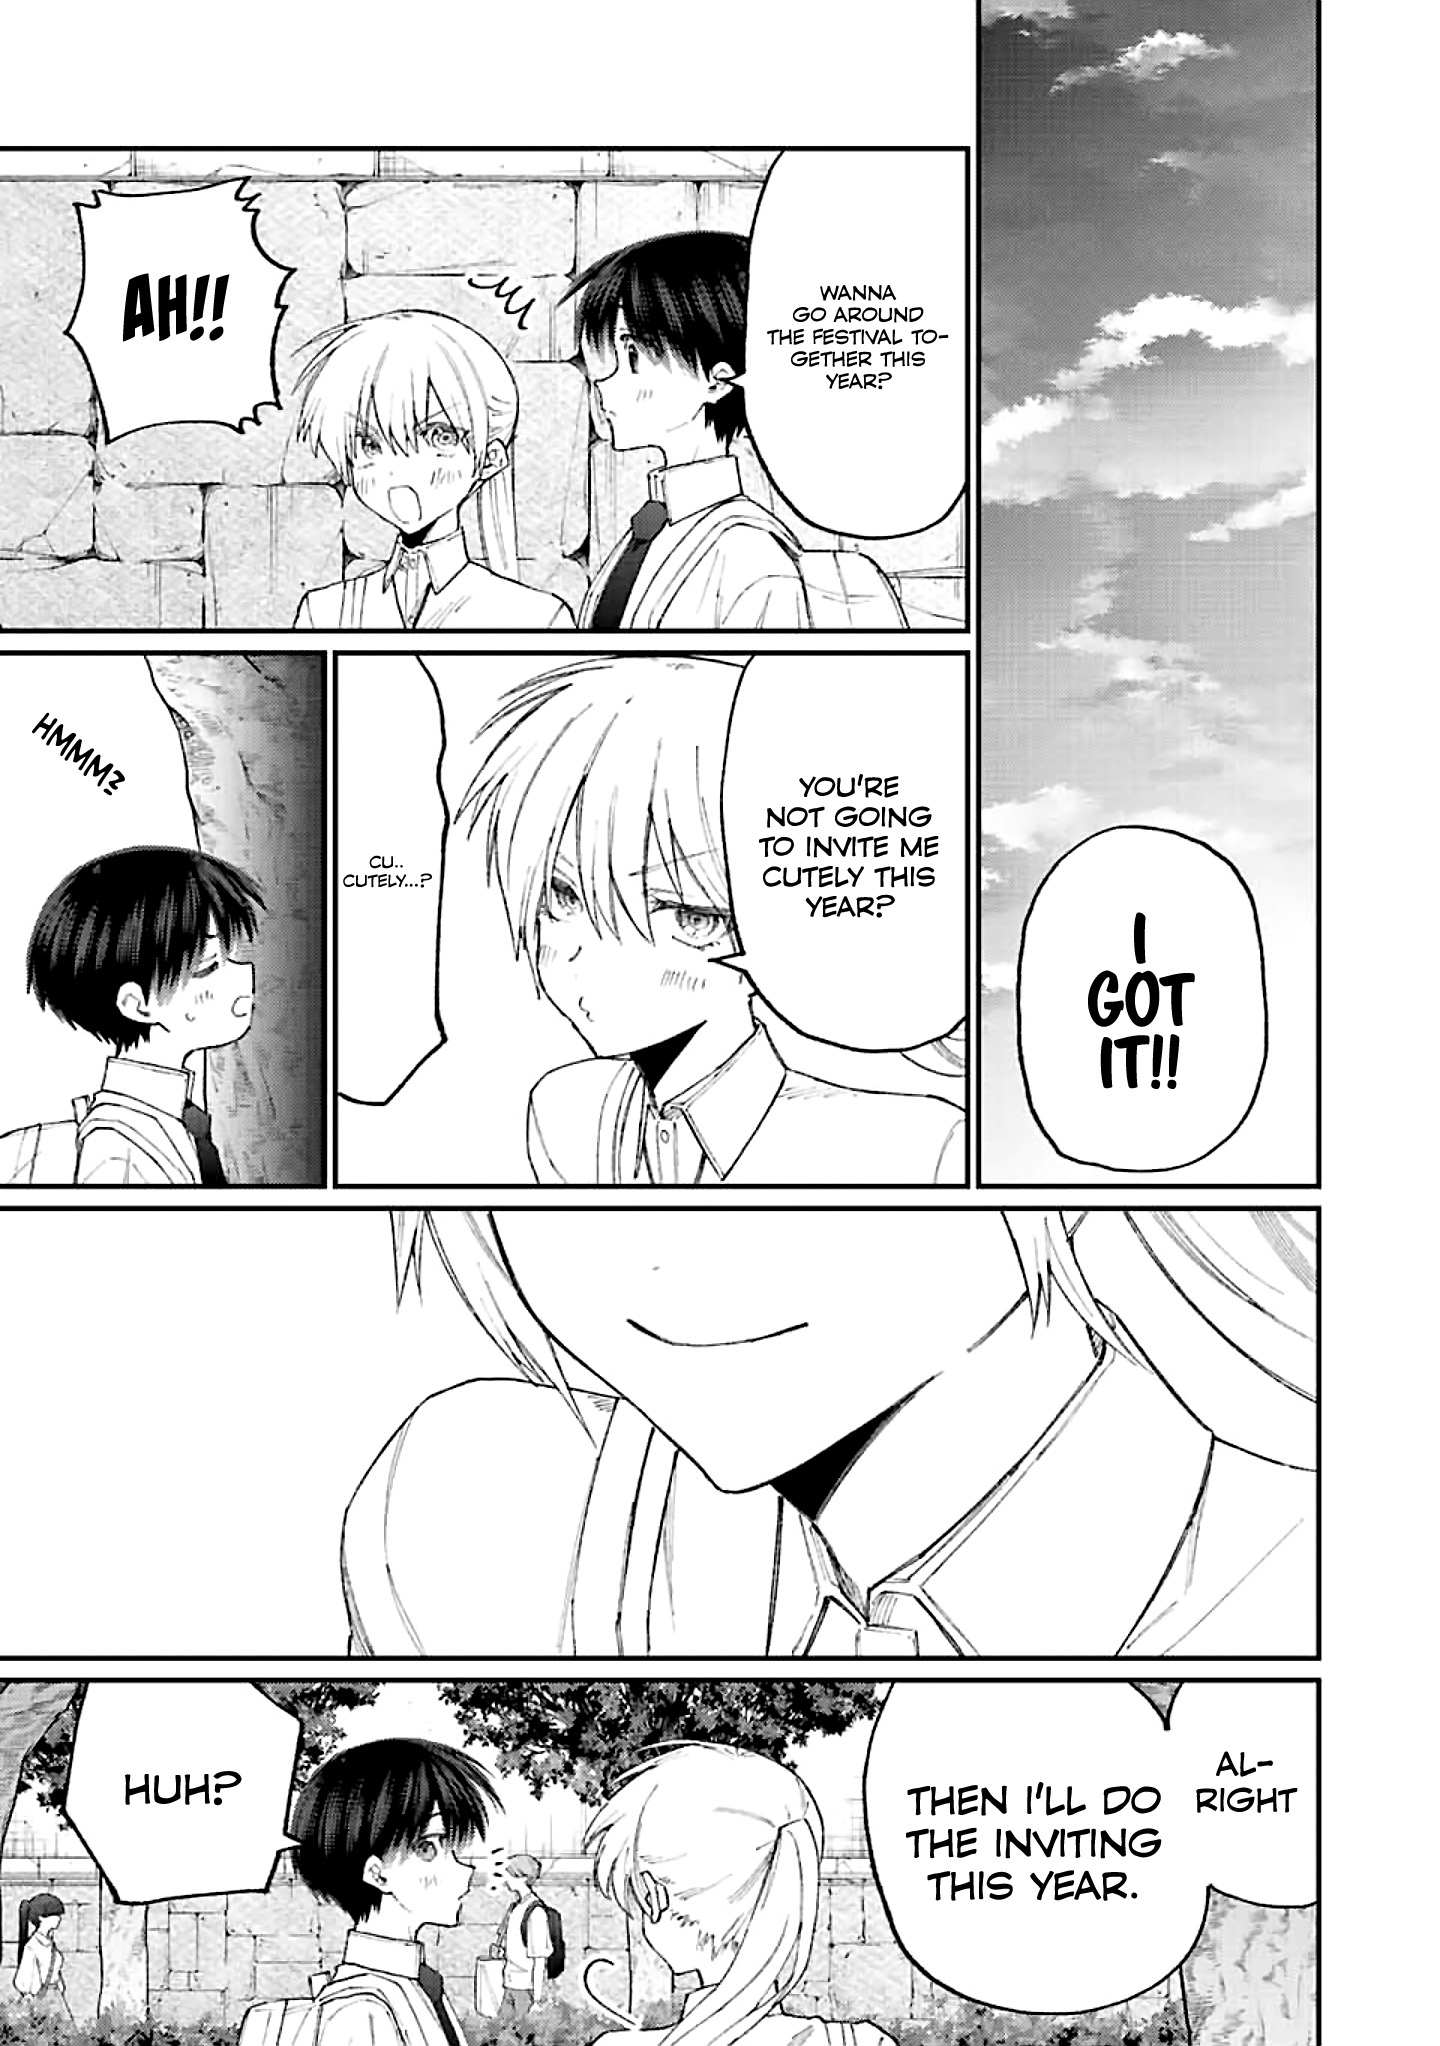 I
GOT
IT!!
WANNA
GO AROUND
THE FESTIVAL TO-
GETHER THIS
YEAR?
AH!!
YOU'RE
NOT GOING
TO INVITE ME
CUTELY THIS
YEAR?
CU..
CUTELY...?
HMMM?
AL-
RIGHT
THEN I'LL DO
THE INVITING
THIS YEAR.
HUH?